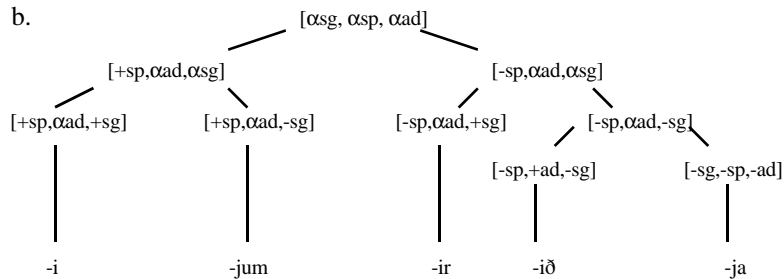 b.
[αsg, αsp, αad]
[+sp,αad,αsg] [-sp,αad,αsg]
[+sp,αad,+sg] [+sp,αad,-sg] [-sp,αad,+sg] [-sp,αad,-sg]
[-sp,+ad,-sg] [-sg,-sp,-ad]
-i -jum -ir -ið -ja